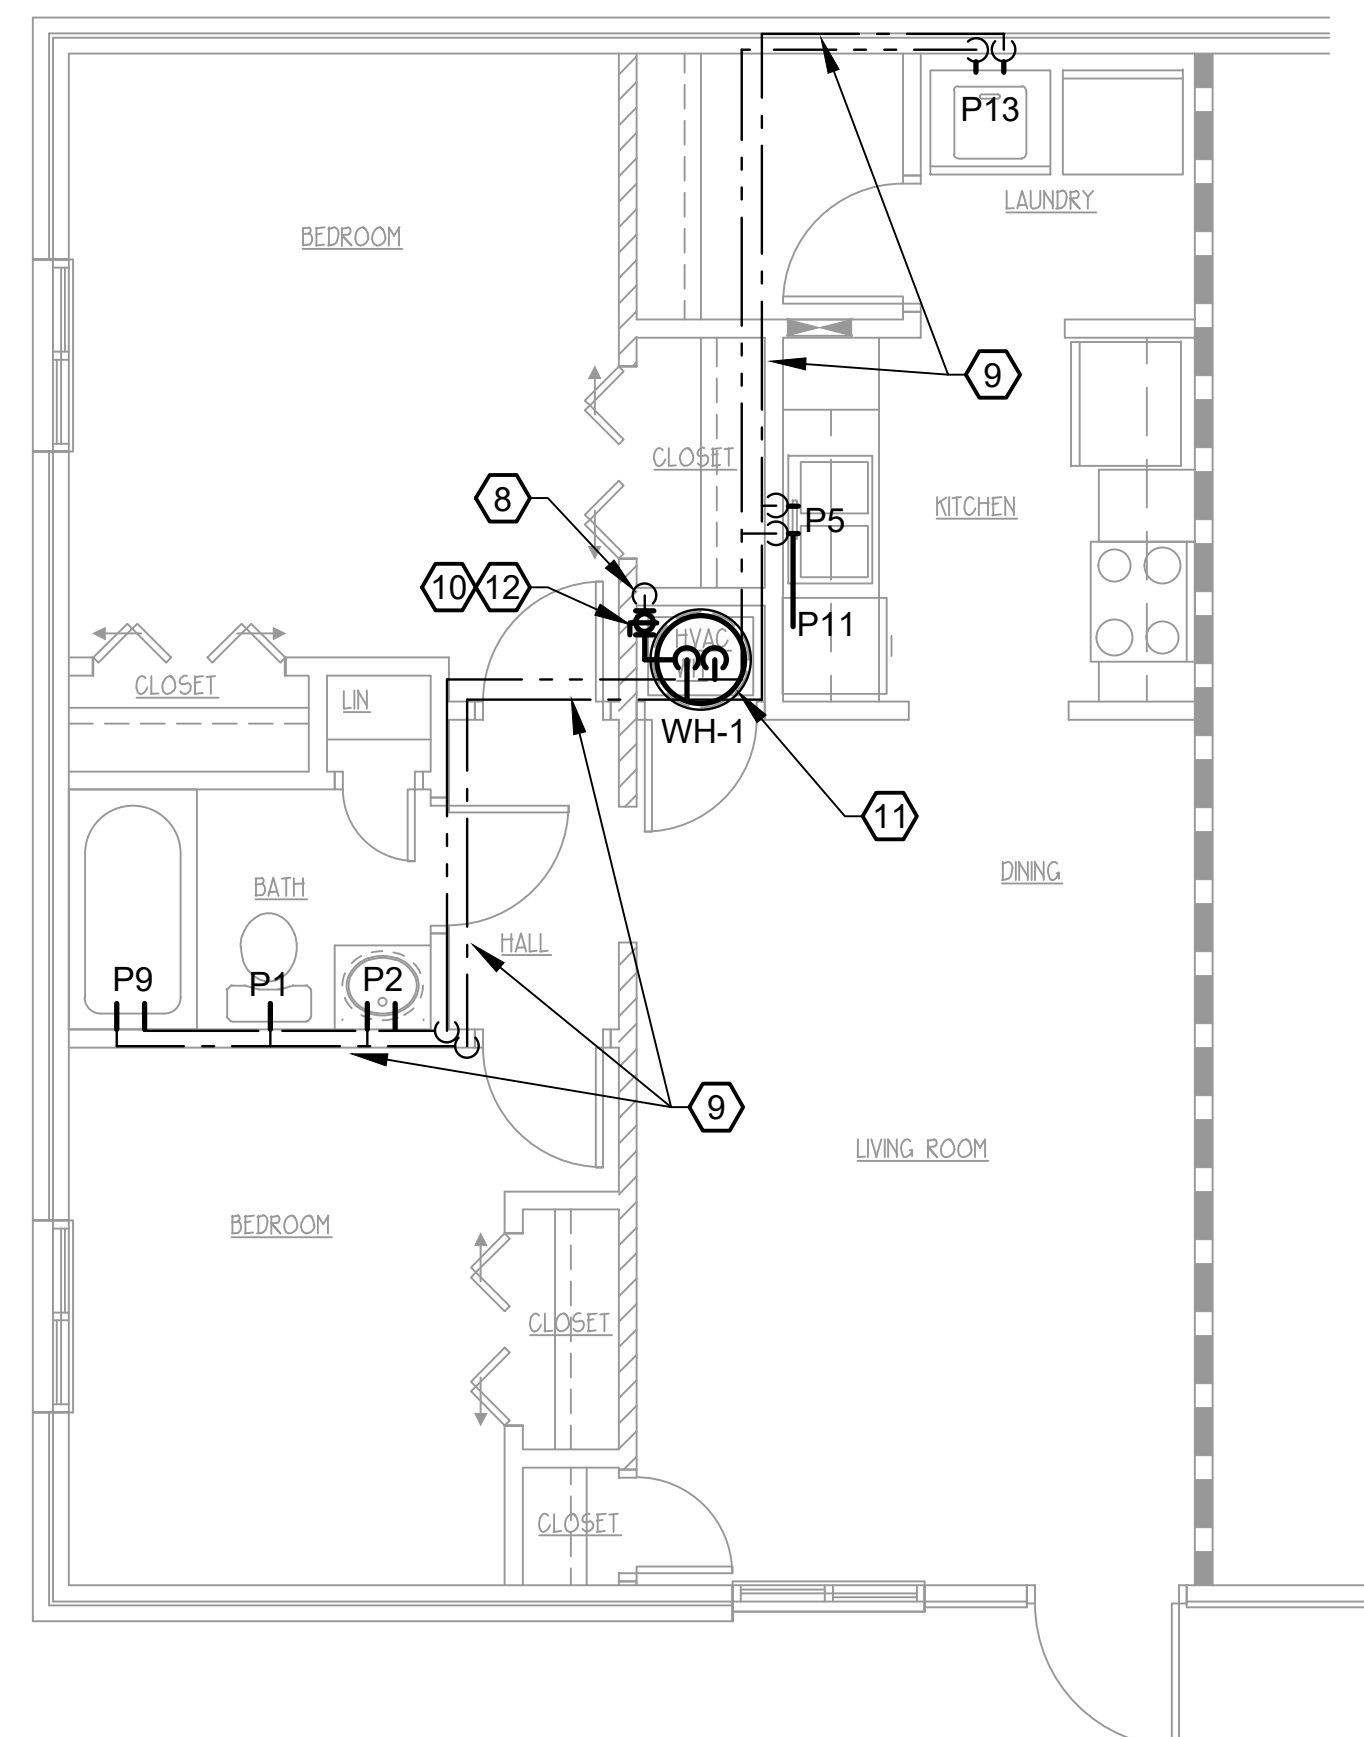 P13
LAUNDRY
BEDROOM
9
CLOSET
8
KITCHEN
P5
10
12
P11
HVAC
WH-1
CLOSET
LIN
11
DINING
BATH
HALL
P9
P1
P2
9
LIVING ROOM
BEDROOM
CLOSET
CLOSET